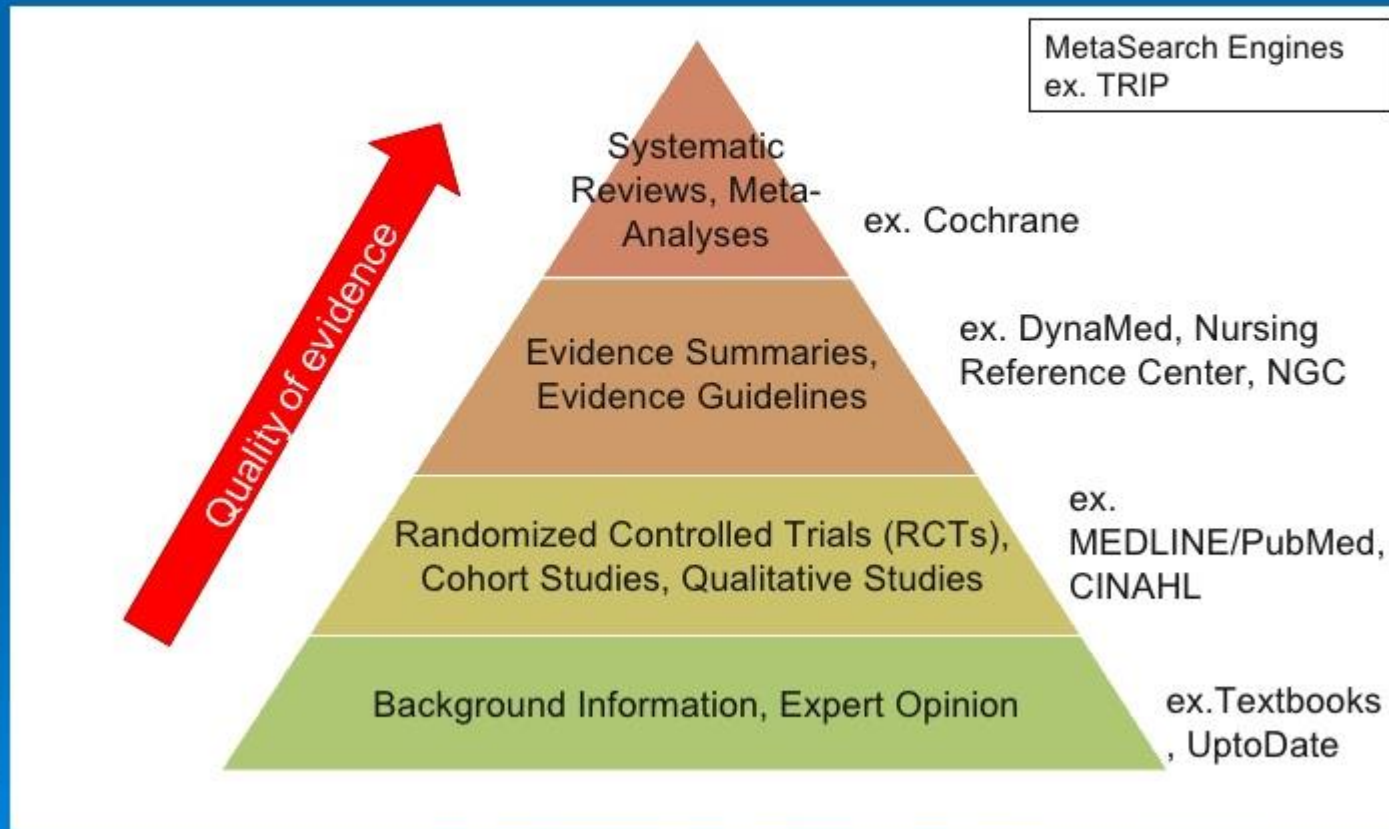 MetaSearch Engines
ex. TRIP
Systematic
Reviews, Meta-
Analyses
ex. Cochrane
Quality of evidence
Evidence Summaries,
Evidence Guidelines
ex. DynaMed, Nursing
Reference Center, NGC
Randomized Controlled Trials (RCTs),
Cohort Studies, Qualitative Studies
ex.
MEDLINE/PubMed,
CINAHL
Background Information, Expert Opinion
ex.Textbooks
, UptoDate